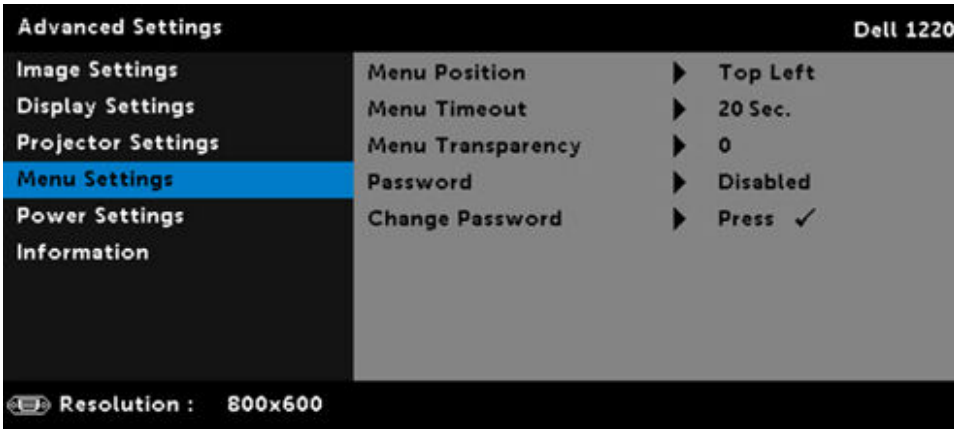 Advanced Settings Dell 1220
Image Settings
Display Settings
Projector Settings
Menu Settings
Power Settings
Information
Menu Position Top Left
Menu Timeout 20 Sec.
Menu Transparency 0
Password Disabled
Change Password Press ✓
Resolution : 800x600